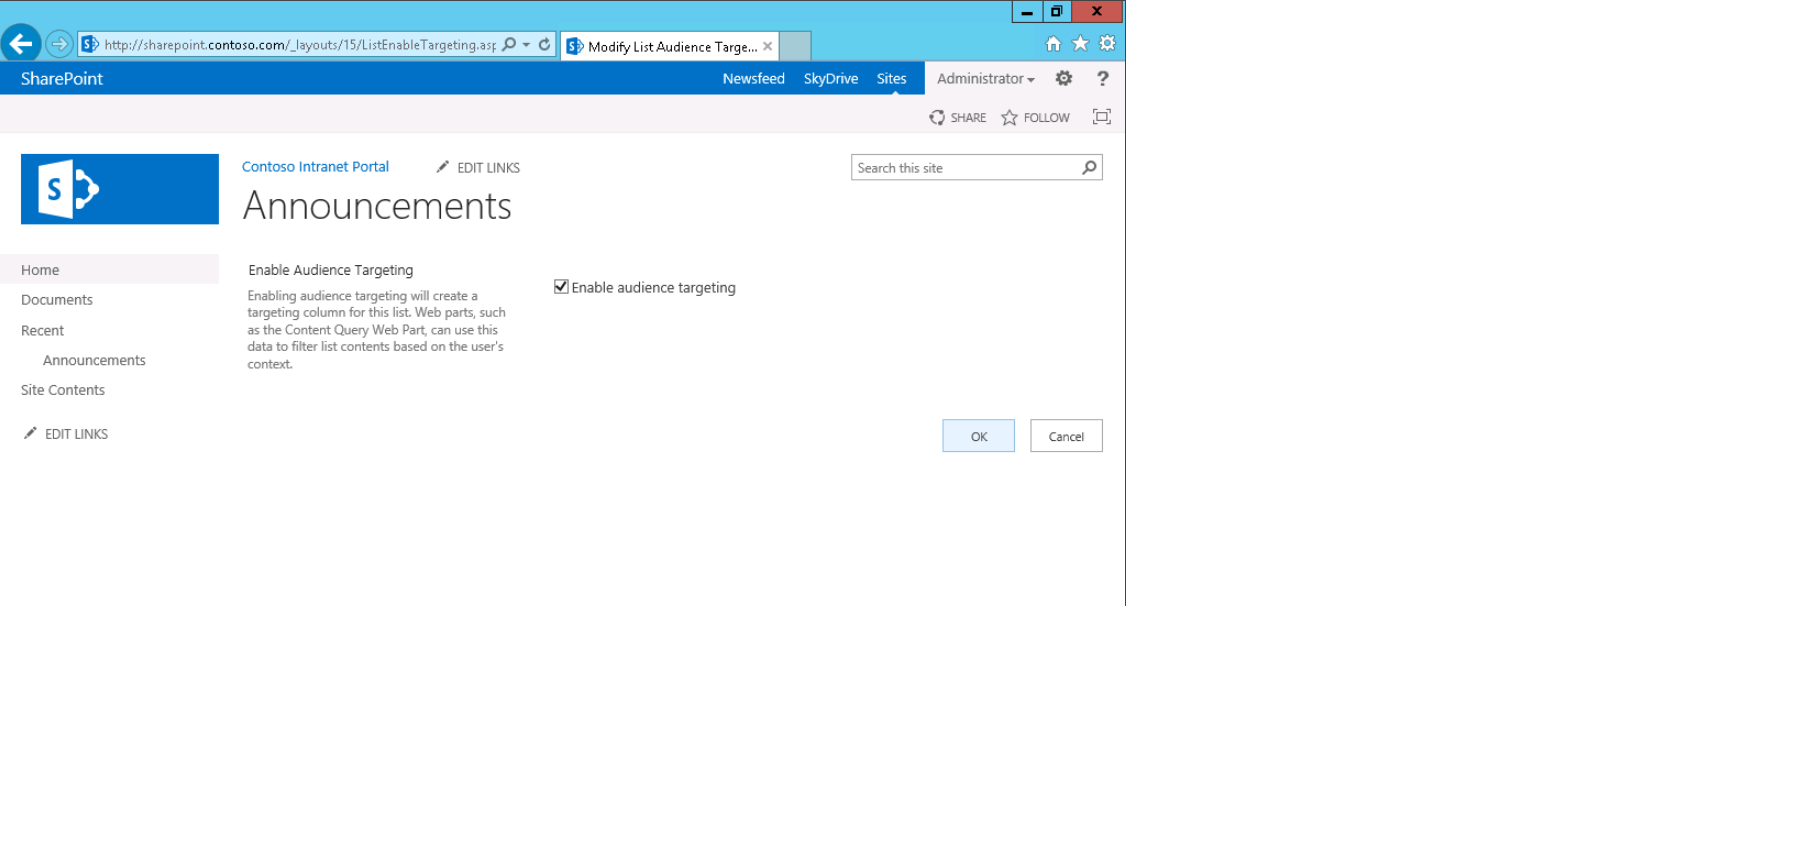 http://sharepoint.contoso.com/_layouts/15/ListEnableTargeting.asp
Modify List Audience Targe...
SharePoint
Newsfeed
SkyDrive
Sites
Administrator
?
SHARE
FOLLOW
S
Contoso Intranet Portal
EDIT LINKS
Search this site
Announcements
Home
Documents
Recent
Announcements
Site Contents
EDIT LINKS
Enable Audience Targeting
Enabling audience targeting will create a
targeting column for this list. Web parts, such
as the Content Query Web Part, can use this
data to filter list contents based on the user's
context.
Enable audience targeting
OK
Cancel